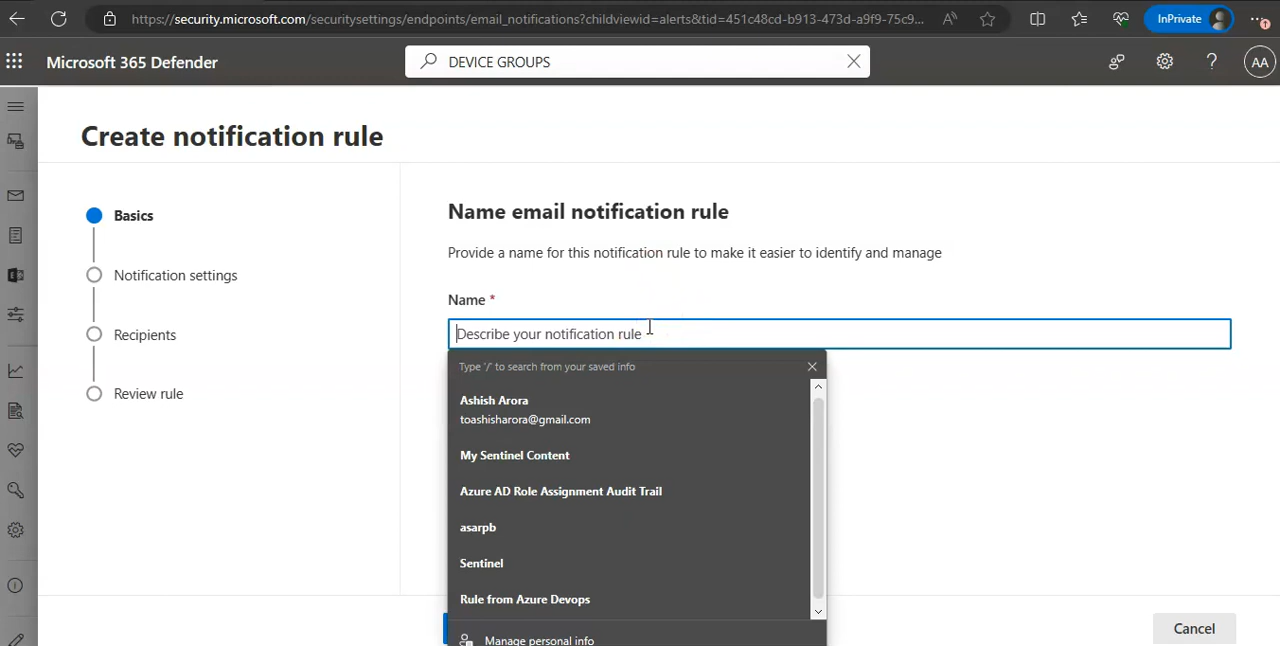 https://security.microsoft.com/securitysettings/endpoints/email_notifications?childviewid=alerts&tid=451c48cd-b913-473d-a9f9-75c9...
InPrivate
1
Microsoft 365 Defender
DEVICE GROUPS
AA
Create notification rule
Basics
Notification settings
Recipients
Review rule
Name email notification rule
Provide a name for this notification rule to make it easier to identify and manage
Name *
Describe your notification rule
Type '/' to search from your saved info
Ashish Arora
toashisharora@gmail.com
My Sentinel Content
Azure AD Role Assignment Audit Trail
asarpb
Sentinel
Rule from Azure Devops
Manage personal info
Cancel